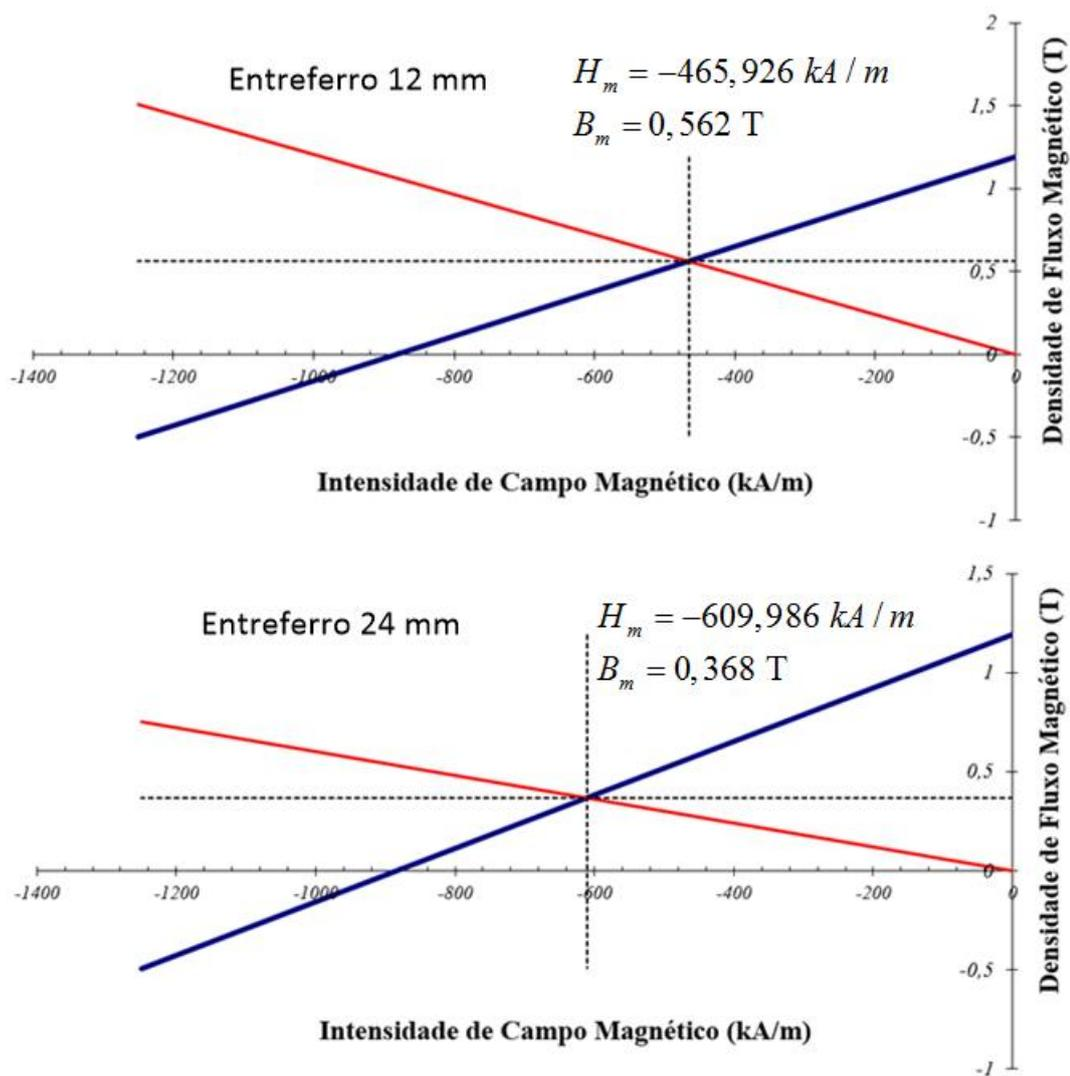 2
Entreferro 12 mm
H_m = −465,926 kA / m
B_m = 0,562 T
1,5
1
0,5
0
-1400
-1200
-1000
-800
-600
-400
-200
0
-0,5
-1
Intensidade de Campo Magnético (kA/m)
Densidade de Fluxo Magnético (T)
1,5
Entreferro 24 mm
H_m = −609,986 kA / m
B_m = 0,368 T
1
0,5
0
-1400
-1200
-1000
-800
-600
-400
-200
0
-0,5
-1
Intensidade de Campo Magnético (kA/m)
Densidade de Fluxo Magnético (T)